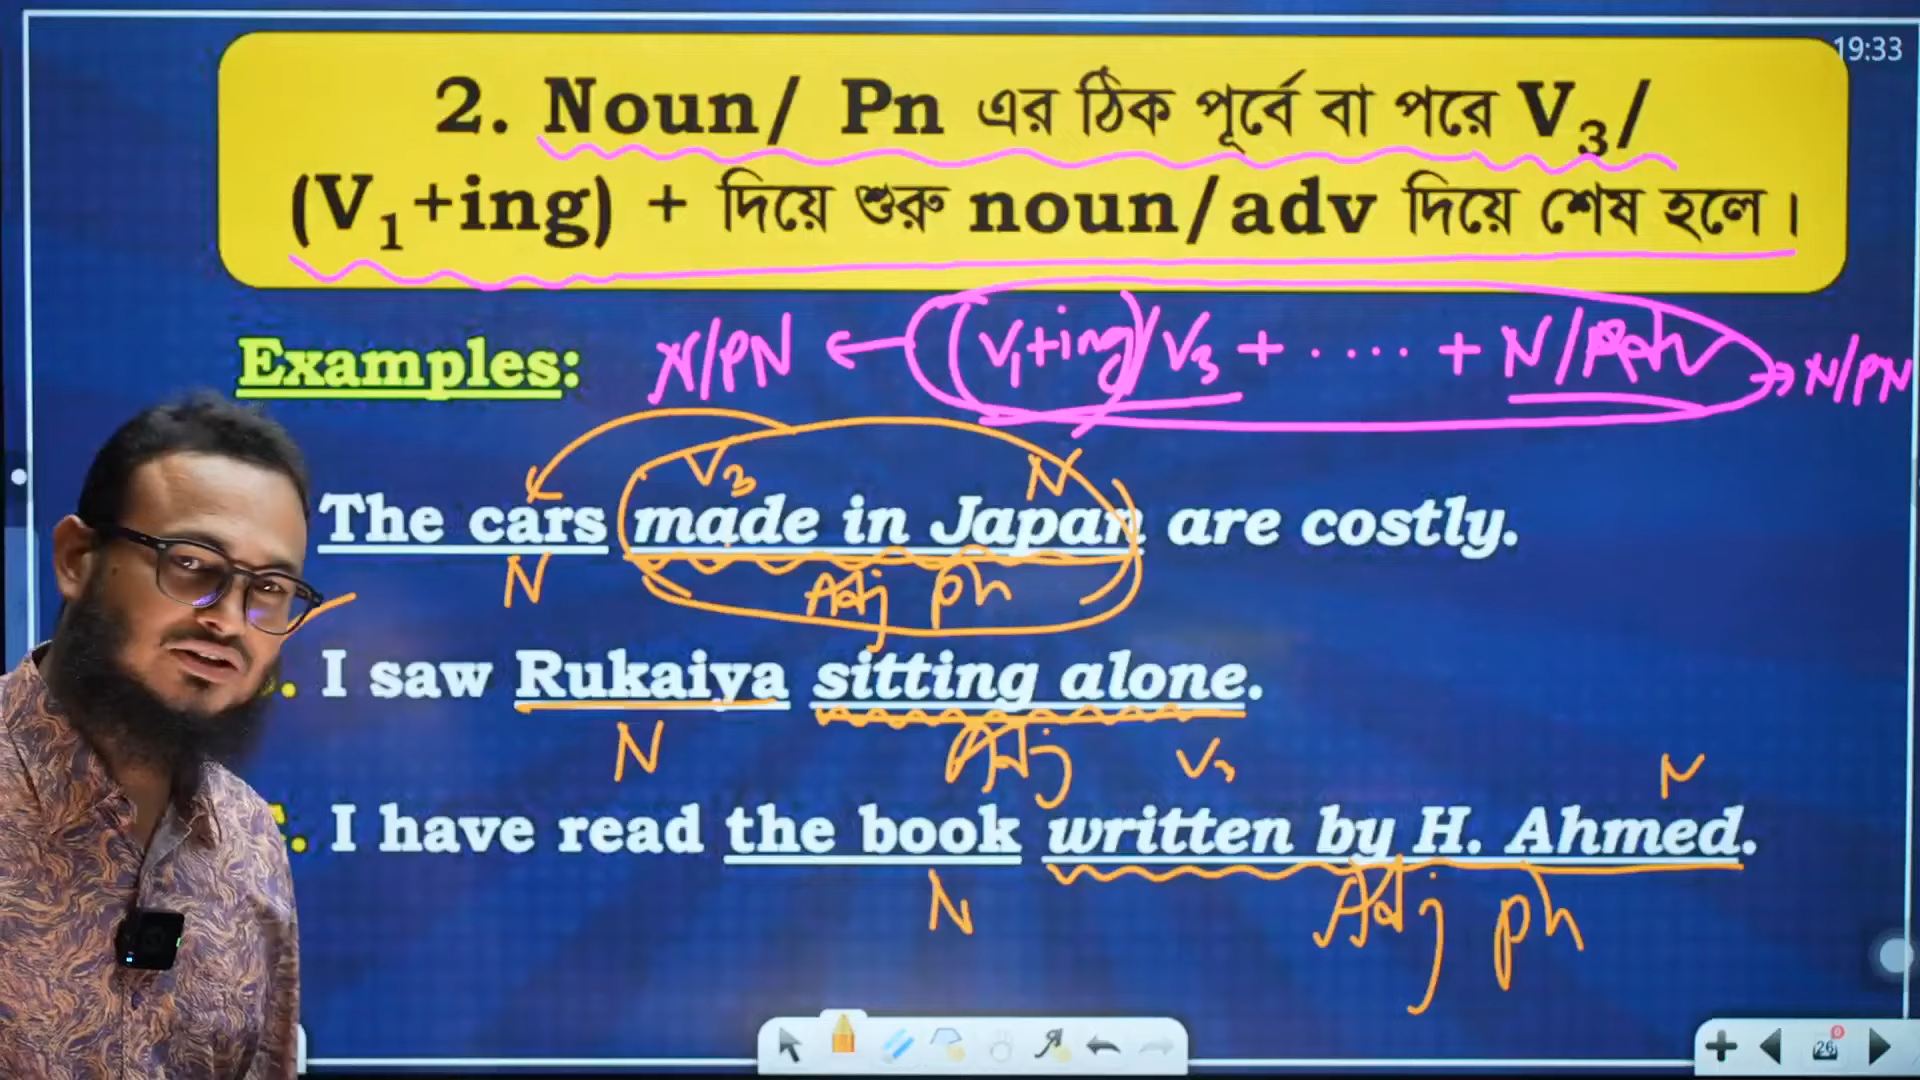 19:33
2. Noun/ Pn এর ঠিক পূর্বে বা পরে V₃/
(V₁+ing) + দিয়ে শুরু noun/adv দিয়ে শেষ হলে।
Examples: N/PN ← (V₁+ing)/V₃ + ···· + N/Adv → N/PN
V₃ N
The cars made in Japan are costly.
N Adj ph
. I saw Rukaiya sitting alone.
N Adj V₃ N
. I have read the book written by H. Ahmed.
N Adj ph
26